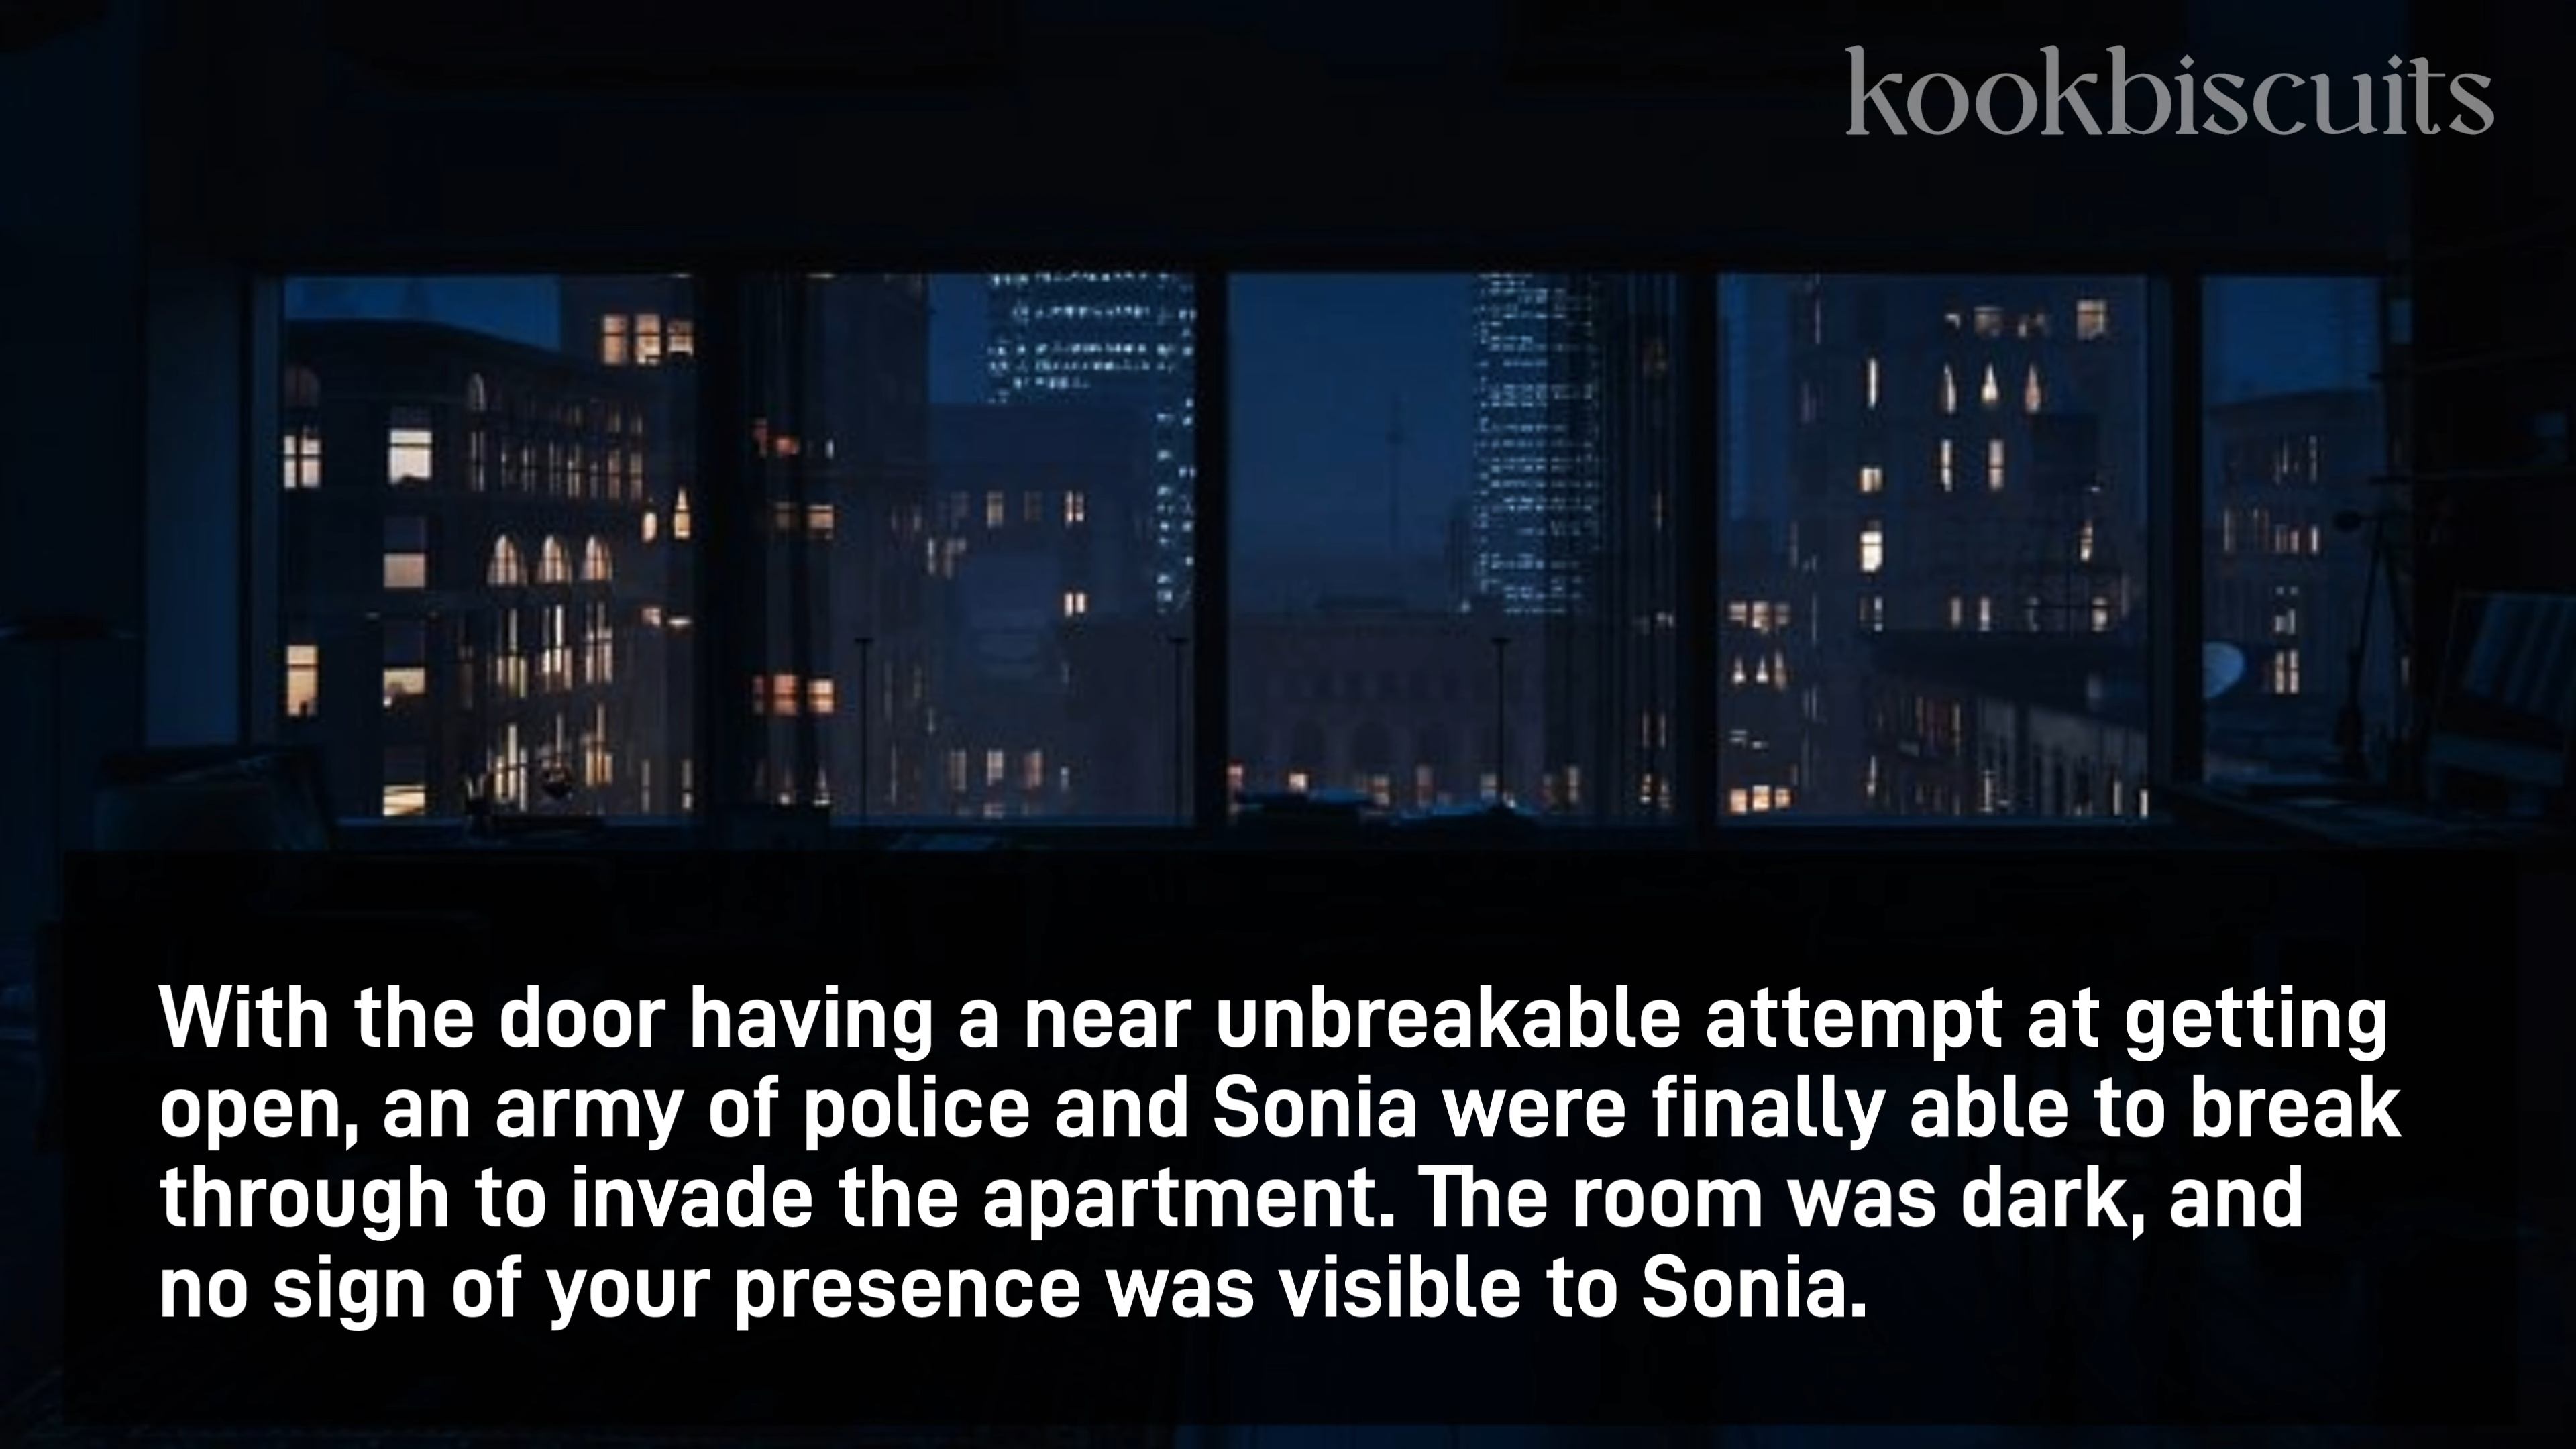 kookbiscuits
With the door having a near unbreakable attempt at getting
open, an army of police and Sonia were finally able to break
through to invade the apartment. The room was dark, and
no sign of your presence was visible to Sonia.